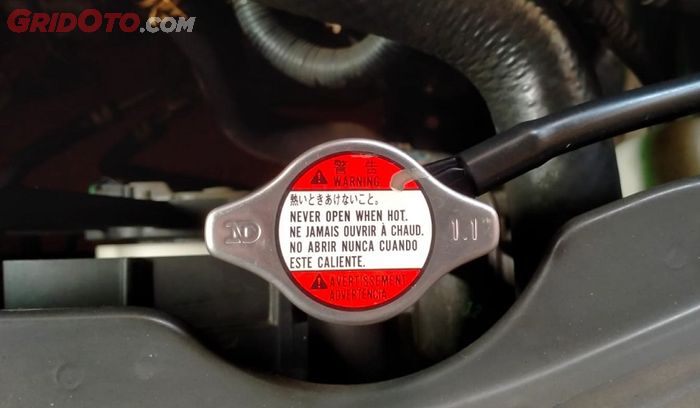 GRIDOTO.COM
警告
WARNING
熱いときあけないこと。
NEVER OPEN WHEN HOT.
NE JAMAIS OUVRIR À CHAUD.
NO ABRIR NUNCA CUANDO
ESTE CALIENTE.
ND
1.1
AVERTISSEMENT
ADVERTENCIA